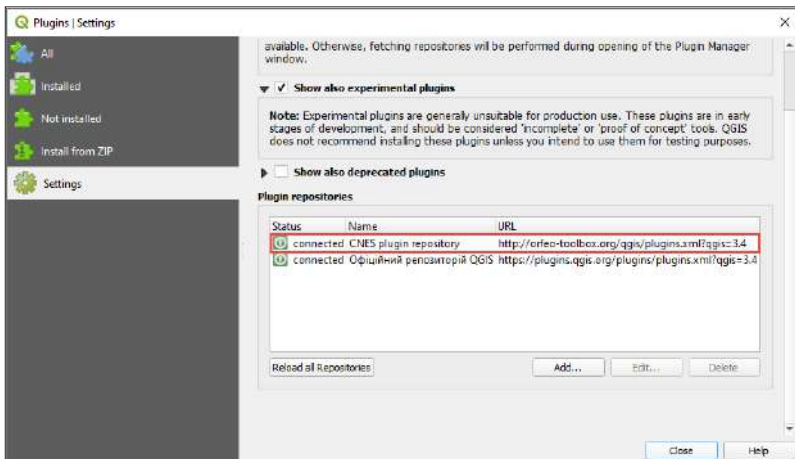 Plugins | Settings
All
Installed
Not installed
Install from ZIP
Settings
available. Otherwise, fetching repositories will be performed during opening of the Plugin Manager
window.
Show also experimental plugins
Note: Experimental plugins are generally unsuitable for production use. These plugins are in early
stages of development, and should be considered 'incomplete' or 'proof of concept' tools. QGIS
does not recommend installing these plugins unless you intend to use them for testing purposes.
Show also deprecated plugins
Plugin repositories
Status Name URL
connected CNES plugin repository http://orfeo-toolbox.org/qgis/plugins.xml?qgis=3.4
connected Офіційний репозиторій QGIS https://plugins.qgis.org/plugins/plugins.xml?qgis=3.4
Reload all Repositories Add... Edit... Delete
Close Help